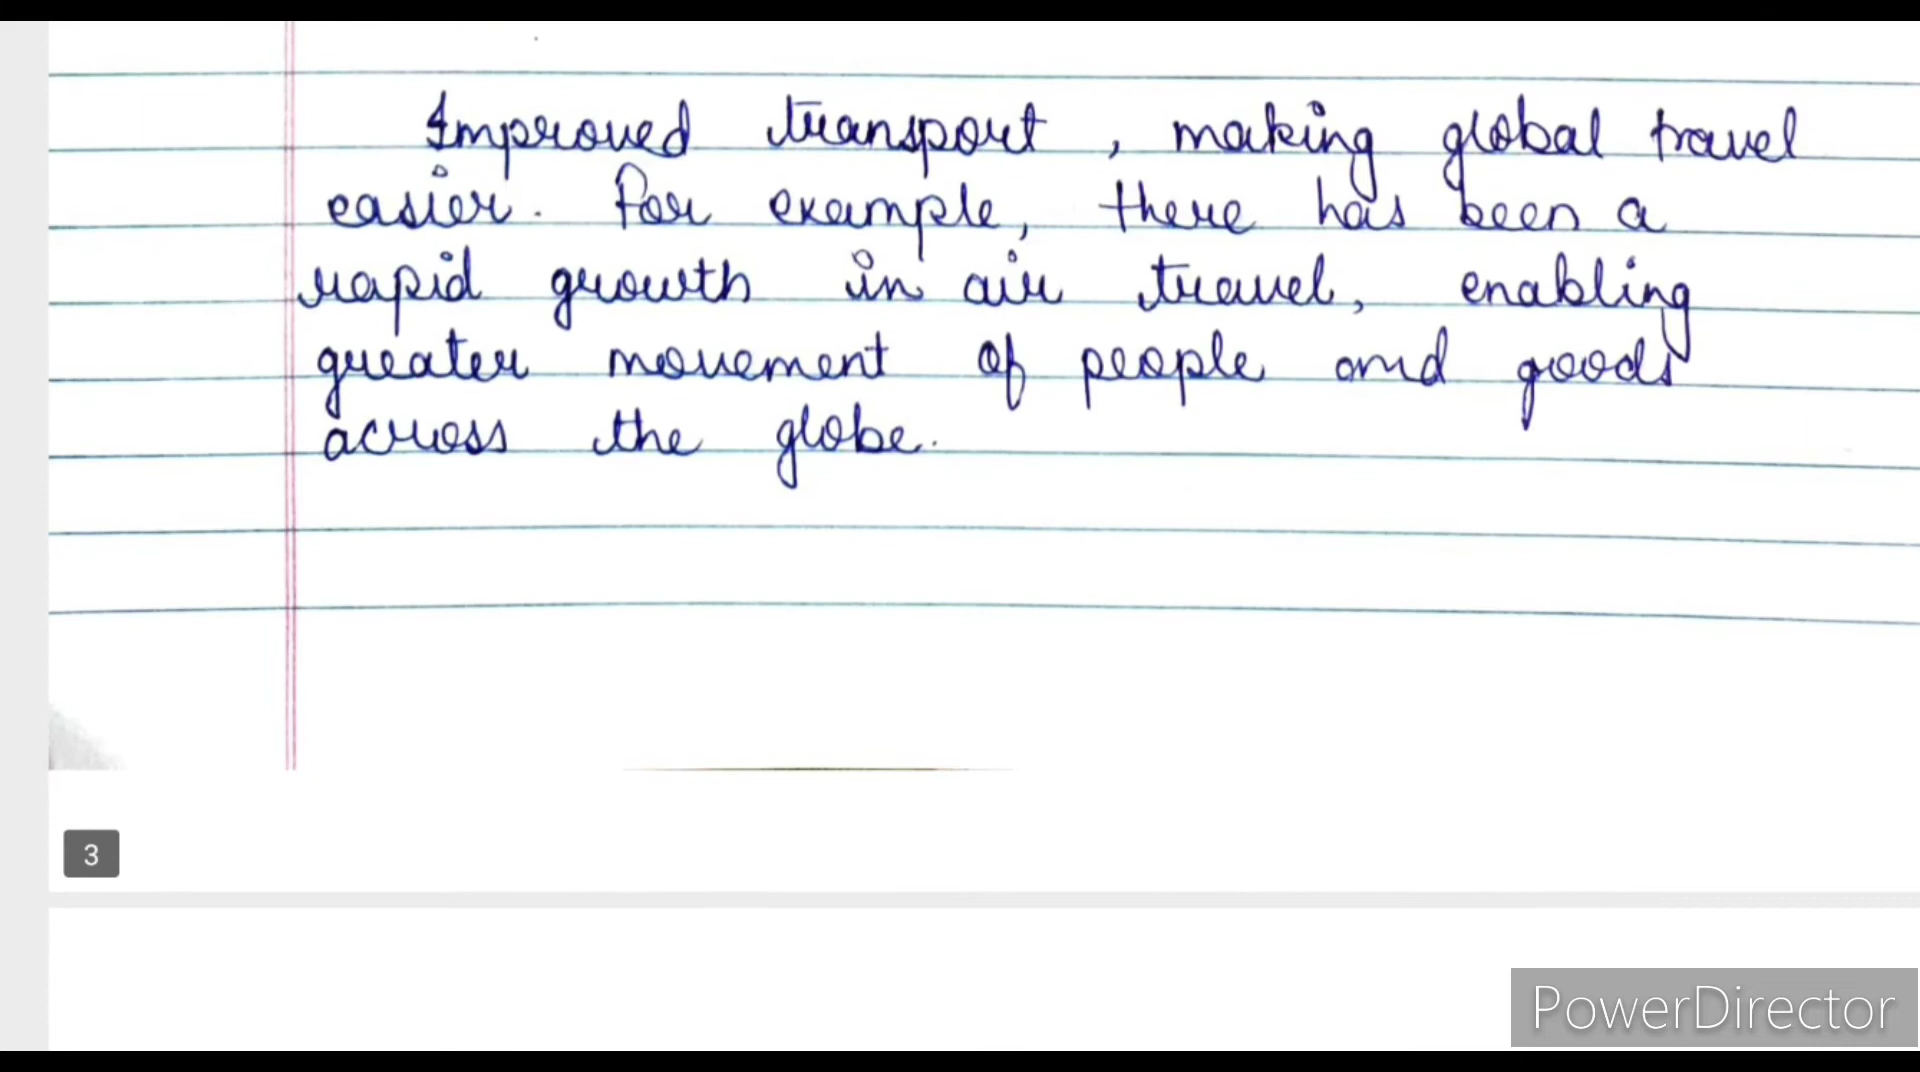 Improved transport, making global travel
easier. For example, there has been a
rapid growth in air travel, enabling
greater movement of people and goods
across the globe.
3
PowerDirector